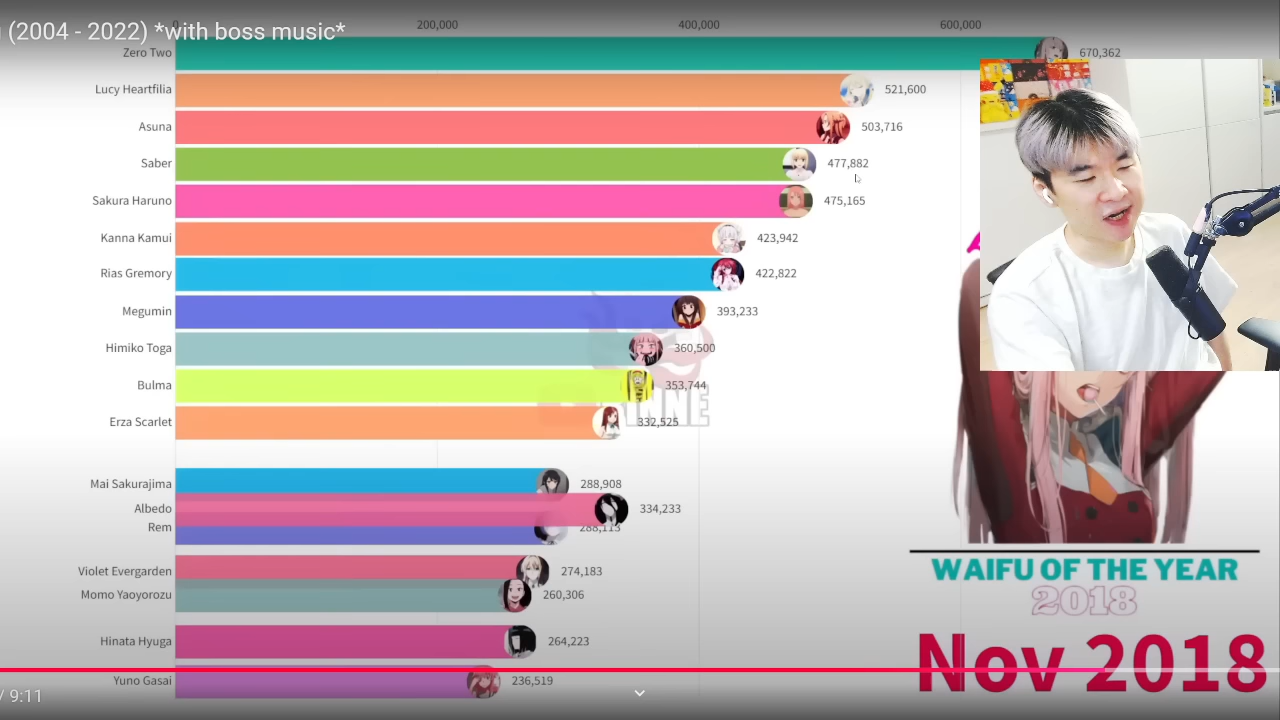 (2004 - 2022) *with boss music*
200,000
400,000
600,000
Zero Two 670,362
Lucy Heartfilia 521,600
Asuna 503,716
Saber 477,882
Sakura Haruno 475,165
Kanna Kamui 423,942
Rias Gremory 422,822
Megumin 393,233
Himiko Toga 360,500
Bulma 353,744
Erza Scarlet 332,525
Mai Sakurajima 288,908
Albedo 334,233
Rem 288,113
Violet Evergarden 274,183
Momo Yaoyorozu 260,306
Hinata Hyuga 264,223
Yuno Gasai 236,519
WAIFU OF THE YEAR
2018
Nov 2018
/ 9:11